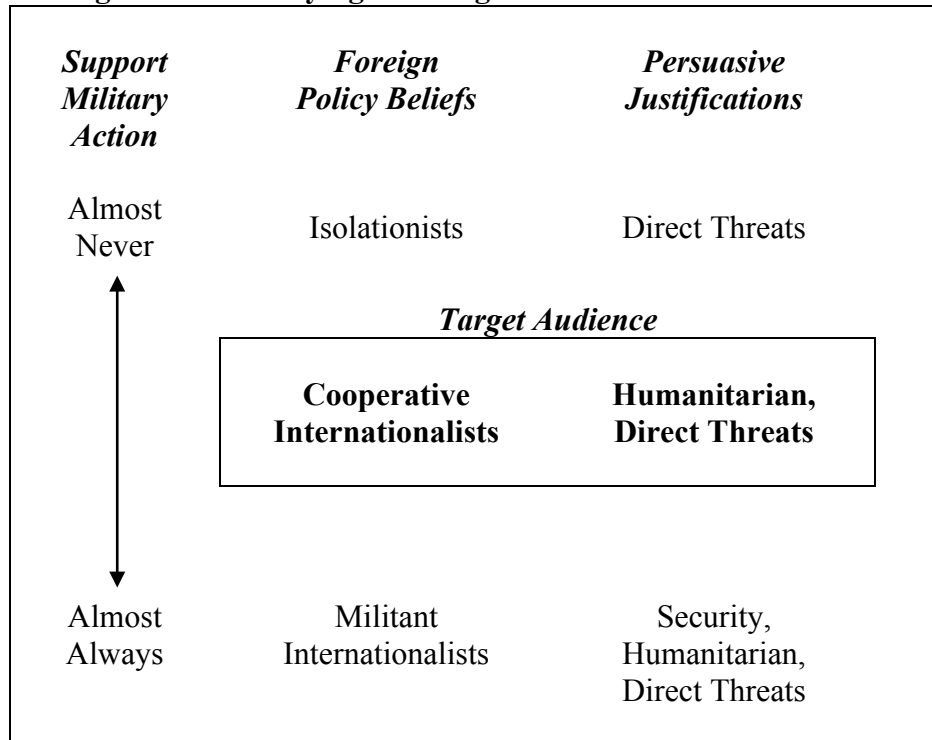 Support Foreign Persuasive
Military Policy Beliefs Justifications
Action
Almost
Never
Isolationists
Direct Threats
Target Audience
Cooperative
Internationalists
Humanitarian,
Direct Threats
Almost
Always
Militant
Internationalists
Security,
Humanitarian,
Direct Threats